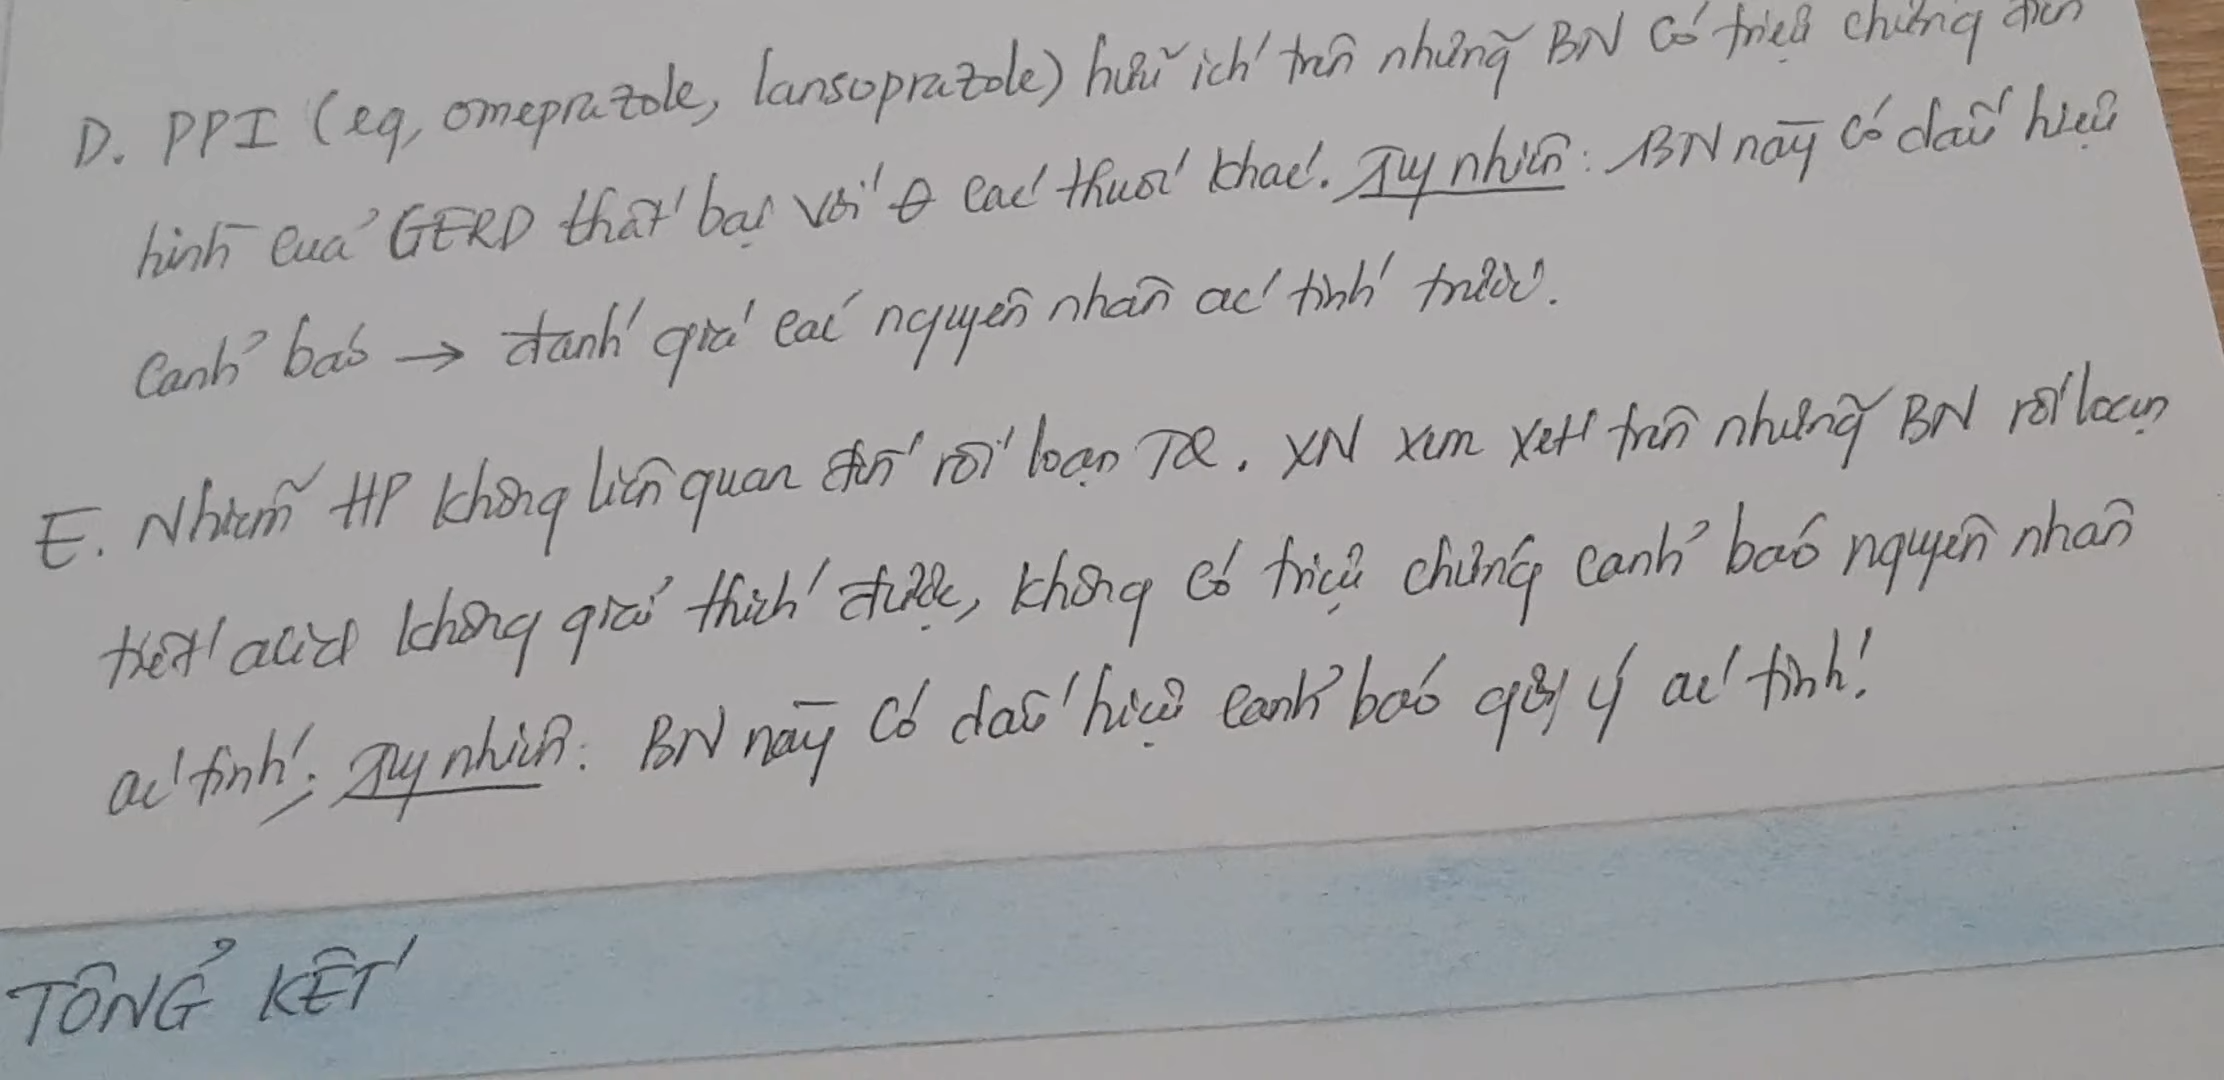 D. PPI (eg, omeprazole, lansoprazole) hữu ích trên những BN có triệu chứng điển
hình của GERD thất bại với θ các thuốc khác. Tuy nhiên: BN này có dấu hiệu
cảnh báo → đánh giá các nguyên nhân ác tính trước.
E. Nhiễm HP không liên quan đến rối loạn TQ. XN xem xét trên những BN rối loạn
tiết acid không giải thích được, không có triệu chứng cảnh báo nguyên nhân
ác tính; Tuy nhiên: BN này có dấu hiệu cảnh báo gợi ý ác tính!
TỔNG KẾT